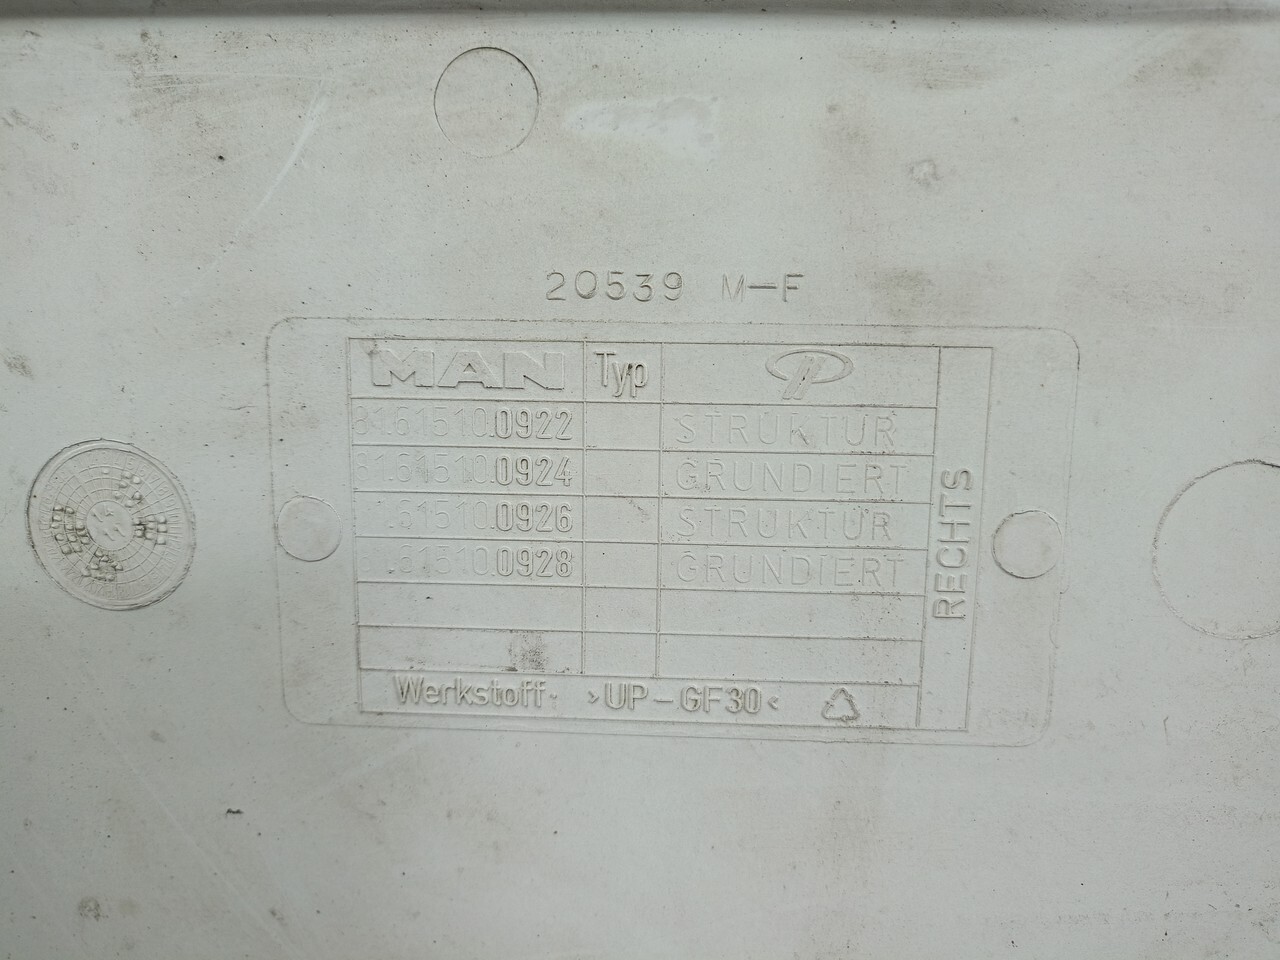 20539 M-F
MAN Typ
81.61510.0922 STRUKTUR
81.61510.0924 GRUNDIERT
.61510.0926 STRUKTUR
.61510.0928 GRUNDIERT
RECHTS
Werkstoff >UP-GF30<